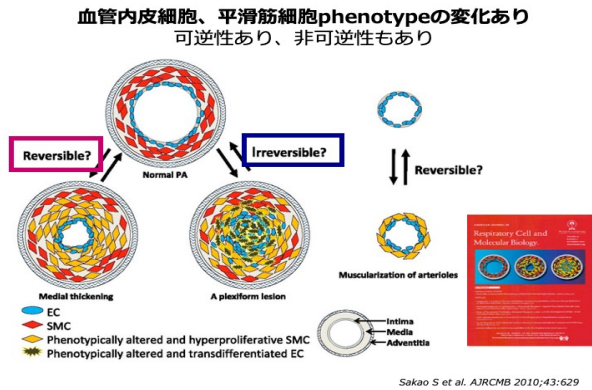 血管内皮細胞、平滑筋細胞phenotypeの変化あり
可逆性あり、非可逆性もあり
Reversible?
Irreversible?
Normal PA
Reversible?
Medial thickening
A plexiform lesion
Muscularization of arterioles
EC
SMC
Phenotypically altered and hyperproliferative SMC
Phenotypically altered and transdifferentiated EC
Intima
Media
Adventitia
Respiratory Cell and
Molecular Biology
Sakao S et al. AJRCMB 2010;43:629